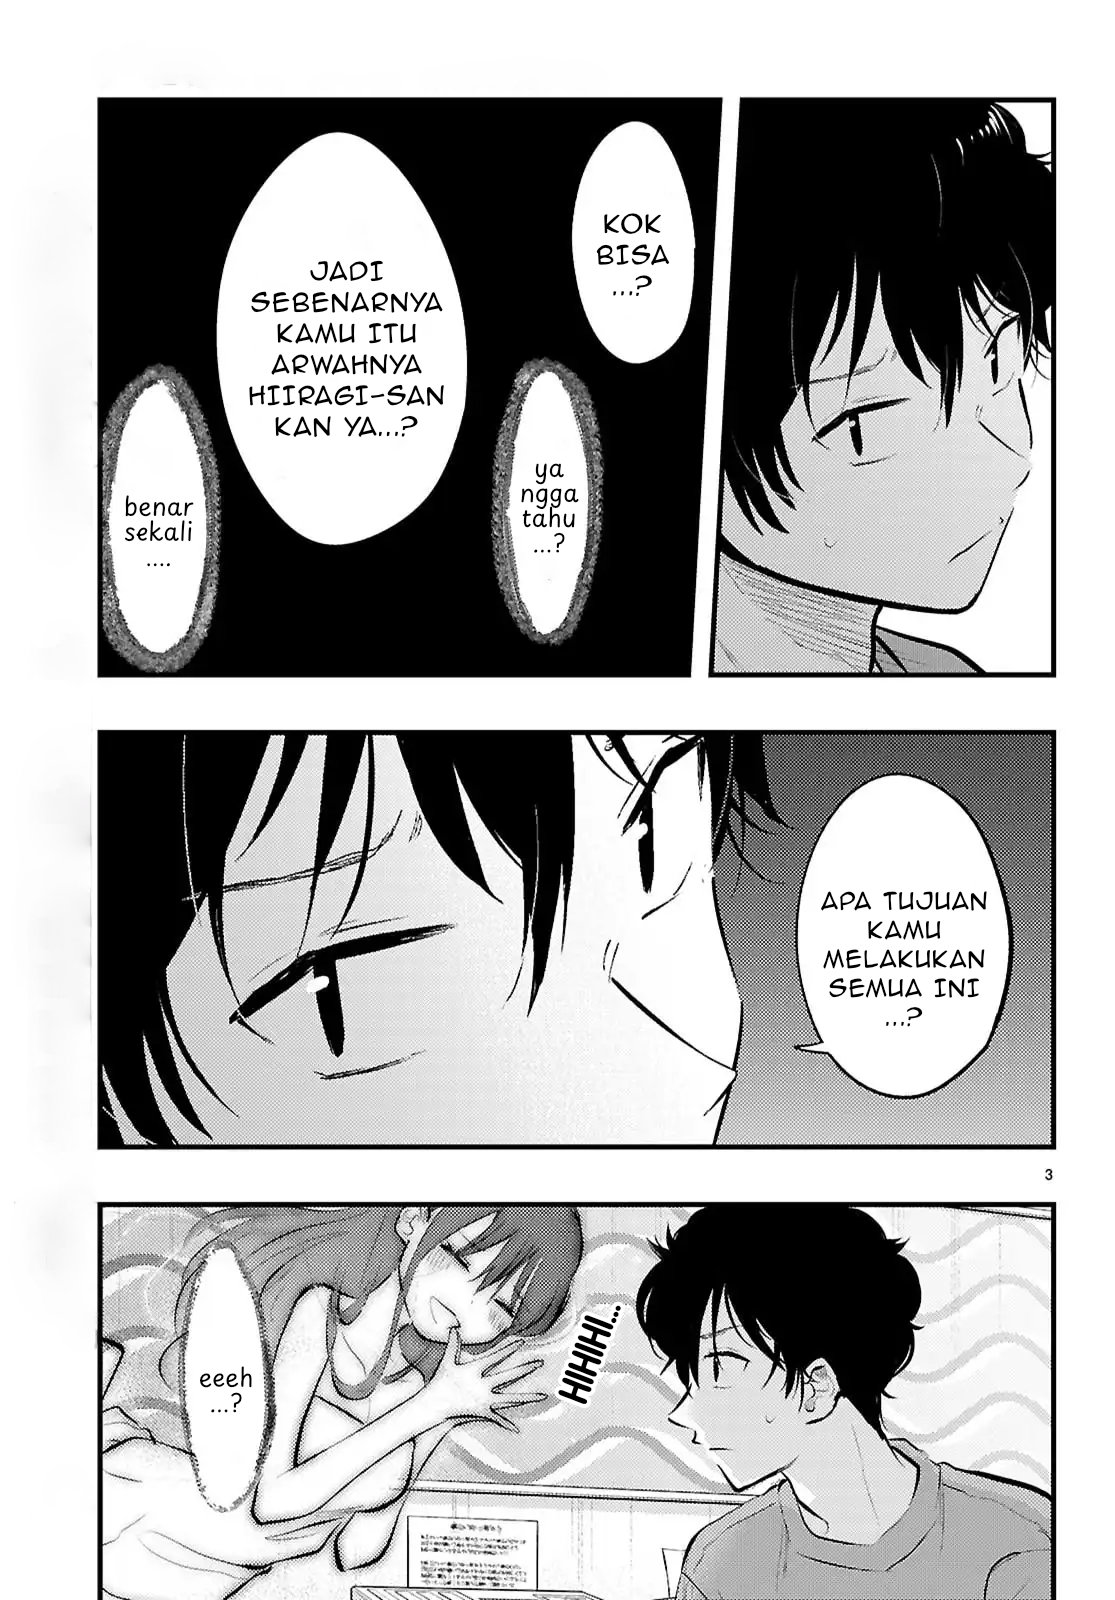 KOK
BISA
...?
ya
ngga
tahu
...?
JADI
SEBENARNYA
KAMU ITU
ARWAHNYA
HIIRAGI-SAN
KAN YA...?
benar
sekali
....
APA TUJUAN
KAMU
MELAKUKAN
SEMUA INI
...?
3
HIHIHI...
eeeh
...?